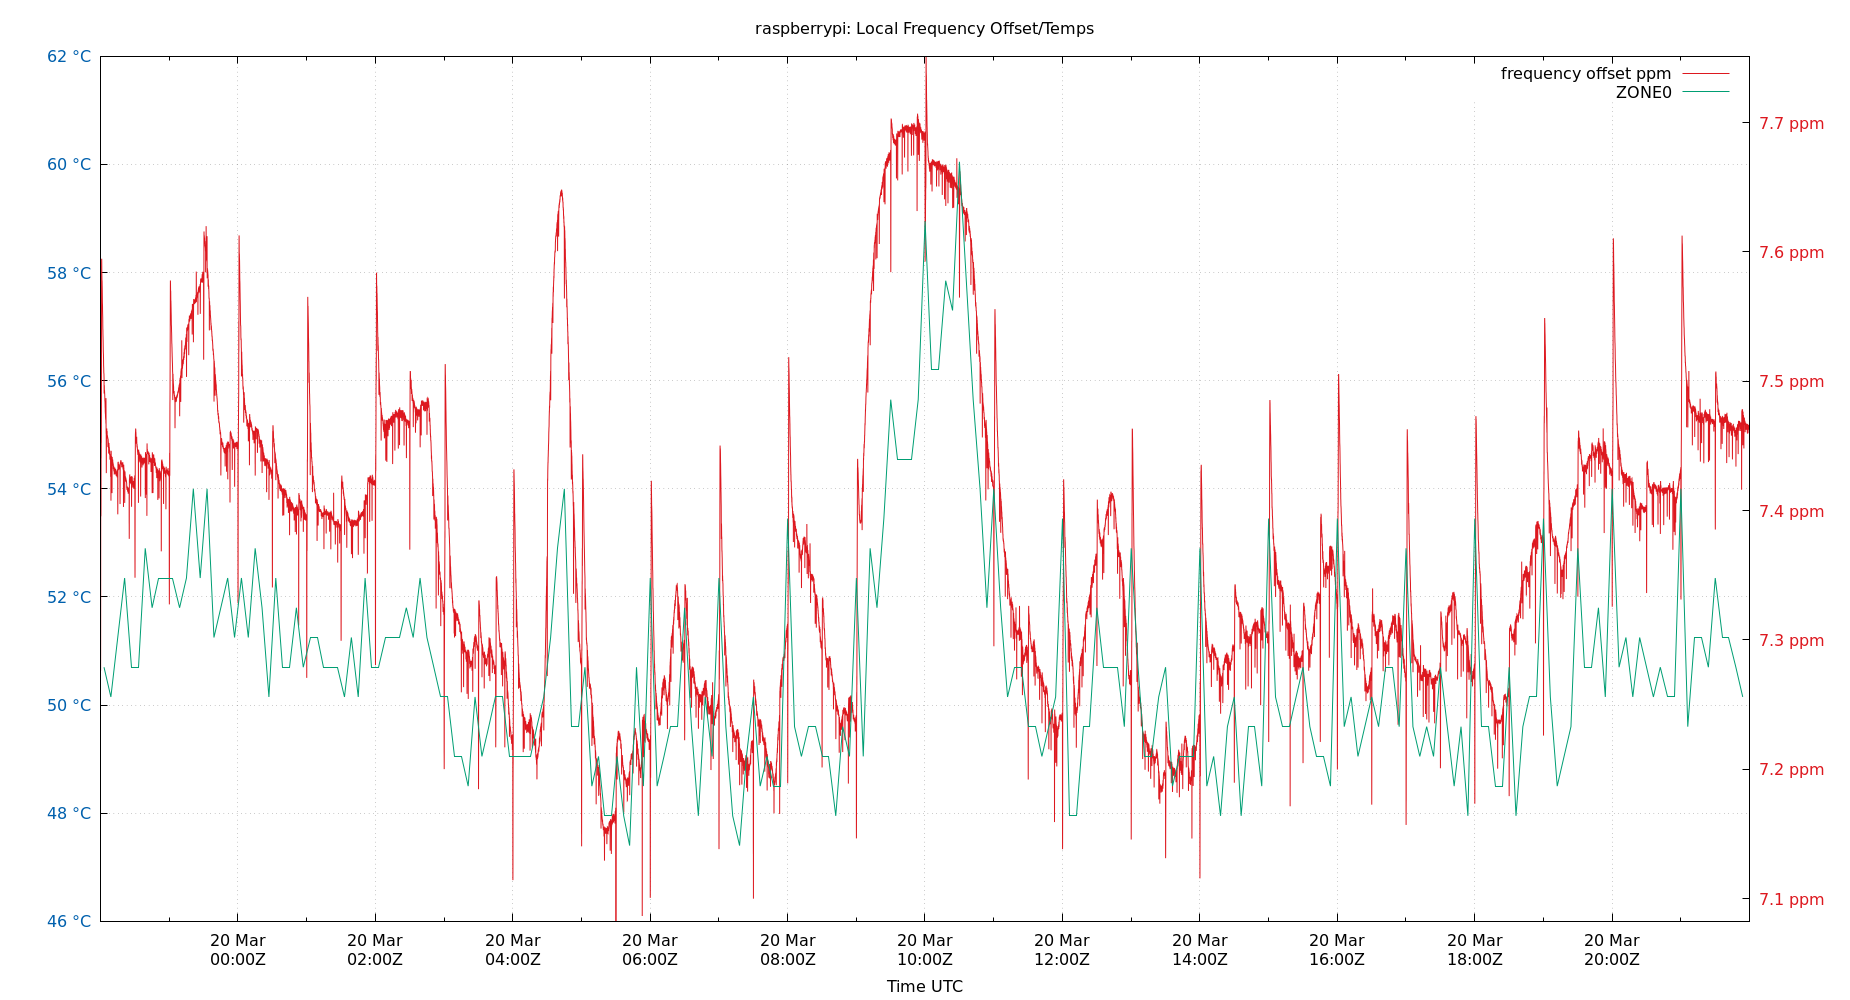 raspberrypi: Local Frequency Offset/Temps
frequency offset ppm
ZONE0
62 °C
60 °C
58 °C
56 °C
54 °C
52 °C
50 °C
48 °C
46 °C
7.7 ppm
7.6 ppm
7.5 ppm
7.4 ppm
7.3 ppm
7.2 ppm
7.1 ppm
20 Mar 20 Mar 20 Mar 20 Mar 20 Mar 20 Mar 20 Mar 20 Mar 20 Mar 20 Mar 20 Mar
00:00Z 02:00Z 04:00Z 06:00Z 08:00Z 10:00Z 12:00Z 14:00Z 16:00Z 18:00Z 20:00Z
Time UTC